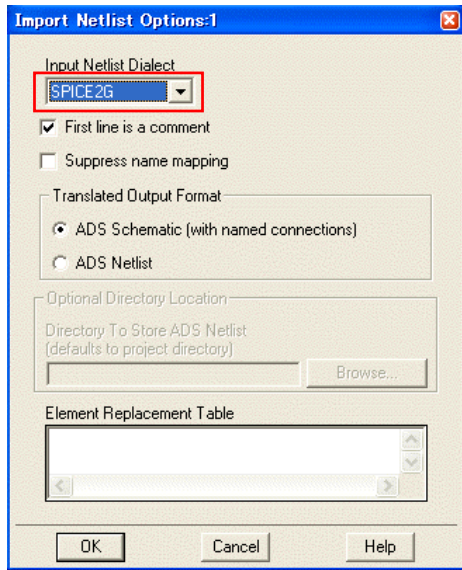 Import Netlist Options:1
Input Netlist Dialect
SPICE2G
First line is a comment
Suppress name mapping
Translated Output Format
ADS Schematic (with named connections)
ADS Netlist
Optional Directory Location
Directory To Store ADS Netlist
(defaults to project directory)
Browse...
Element Replacement Table
OK Cancel Help